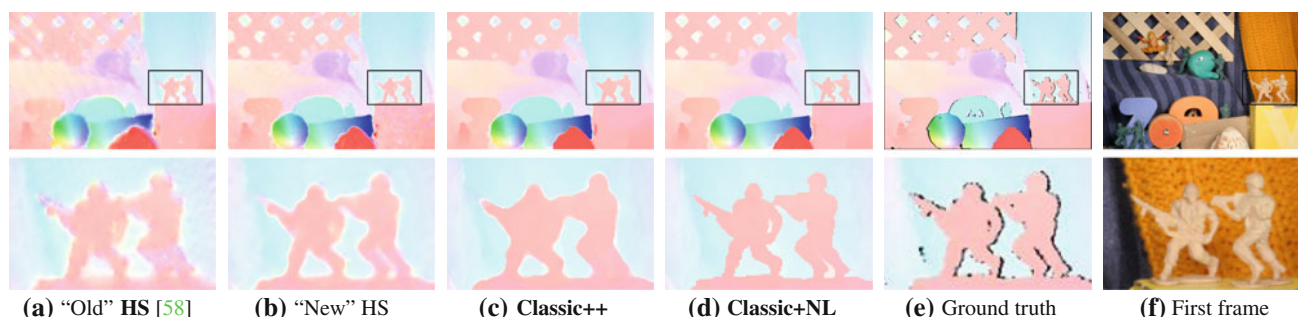 (a) “Old” HS [58]
(b) “New” HS
(c) Classic++
(d) Classic+NL
(e) Ground truth
(f) First frame